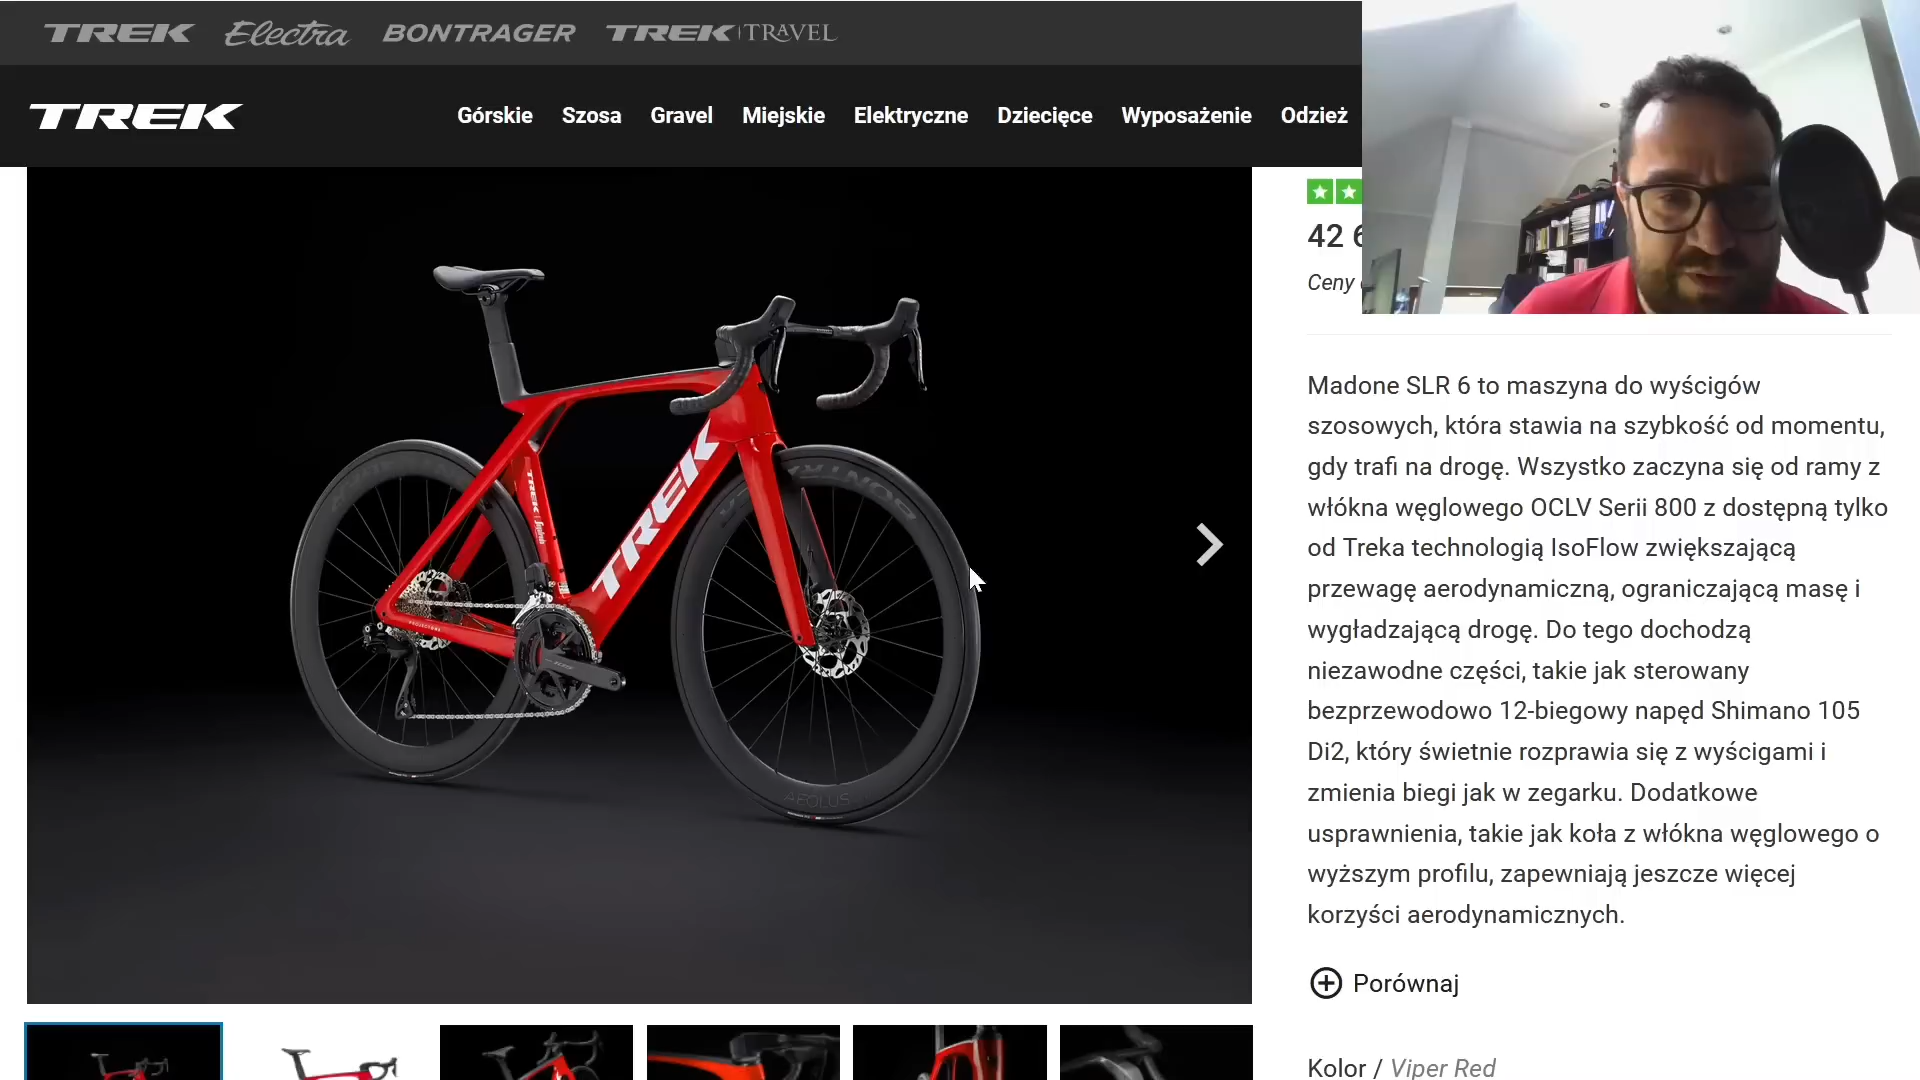 TREK Electra BONTRAGER TREK TRAVEL
TREK
Górskie Szosa Gravel Miejskie Elektryczne Dziecięce Wyposażenie Odzież
42 6
Ceny
Madone SLR 6 to maszyna do wyścigów
szosowych, która stawia na szybkość od momentu,
gdy trafi na drogę. Wszystko zaczyna się od ramy z
włókna węglowego OCLV Serii 800 z dostępną tylko
od Treka technologią IsoFlow zwiększającą
przewagę aerodynamiczną, ograniczającą masę i
wygładzającą drogę. Do tego dochodzą
niezawodne części, takie jak sterowany
bezprzewodowo 12-biegowy napęd Shimano 105
Di2, który świetnie rozprawia się z wyścigami i
zmienia biegi jak w zegarku. Dodatkowe
usprawnienia, takie jak koła z włókna węglowego o
wyższym profilu, zapewniają jeszcze więcej
korzyści aerodynamicznych.
Porównaj
Kolor / Viper Red
TREK
TREK
AEOLUS